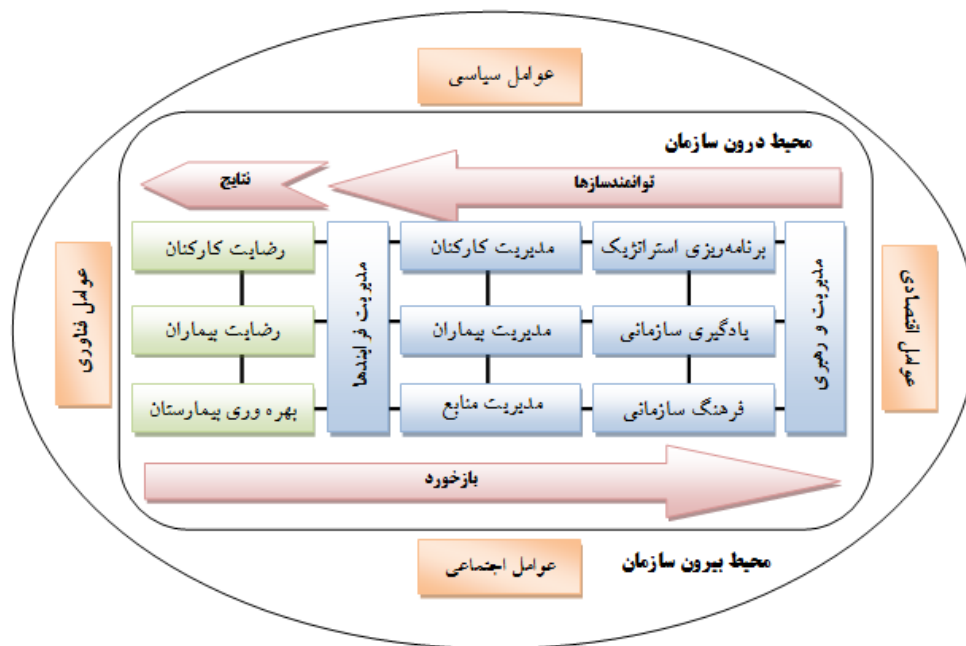 عوامل سیاسی
محیط درون سازمان
توانمندسازها
نتایج
مدیریت و رهبری
برنامه‌ریزی استراتژیک
مدیریت کارکنان
مدیریت فرایندها
رضایت کارکنان
یادگیری سازمانی
مدیریت بیماران
رضایت بیماران
فرهنگ سازمانی
مدیریت منابع
بهره وری بیمارستان
عوامل اقتصادی
عوامل فناوری
بازخورد
محیط بیرون سازمان
عوامل اجتماعی